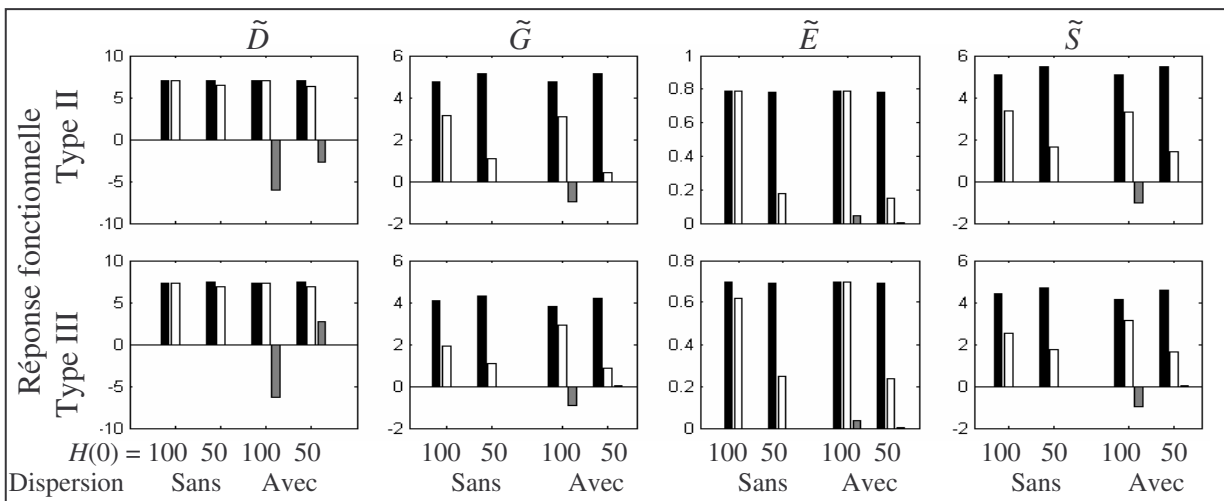 D̃ G̃ Ẽ S̃
Réponse fonctionnelle
Type II
10 5 0 -5 -10
6 4 2 0 -2
1 0.8 0.6 0.4 0.2 0
6 4 2 0 -2
Type III
10 5 0 -5 -10
6 4 2 0 -2
0.8 0.6 0.4 0.2 0
6 4 2 0 -2
H(0) = 100 50 100 50 100 50 100 50 100 50 100 50 100 50 100 50
Dispersion Sans Avec Sans Avec Sans Avec Sans Avec